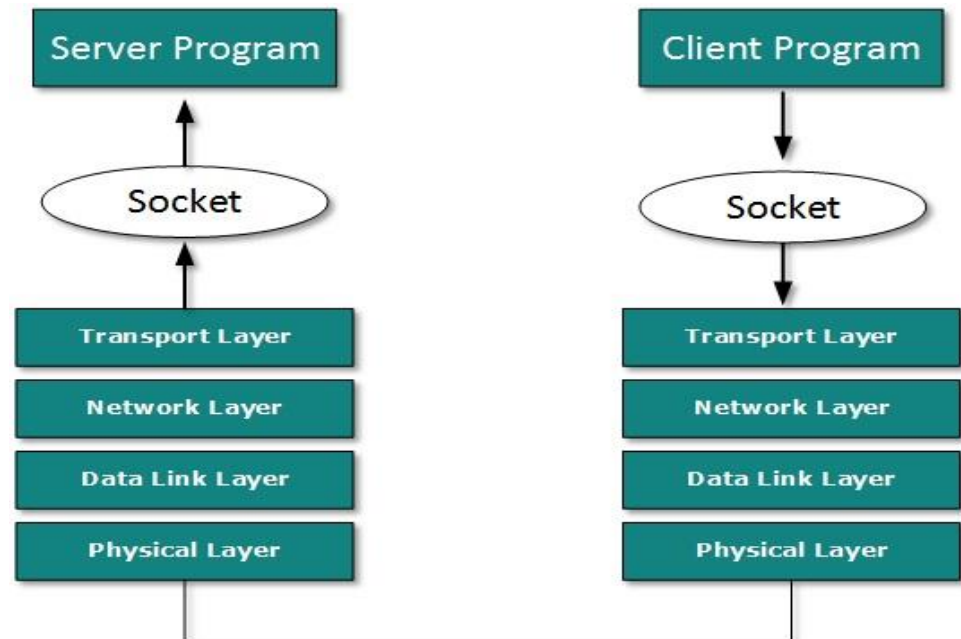 Server Program
Socket
Transport Layer
Network Layer
Data Link Layer
Physical Layer
Client Program
Socket
Transport Layer
Network Layer
Data Link Layer
Physical Layer